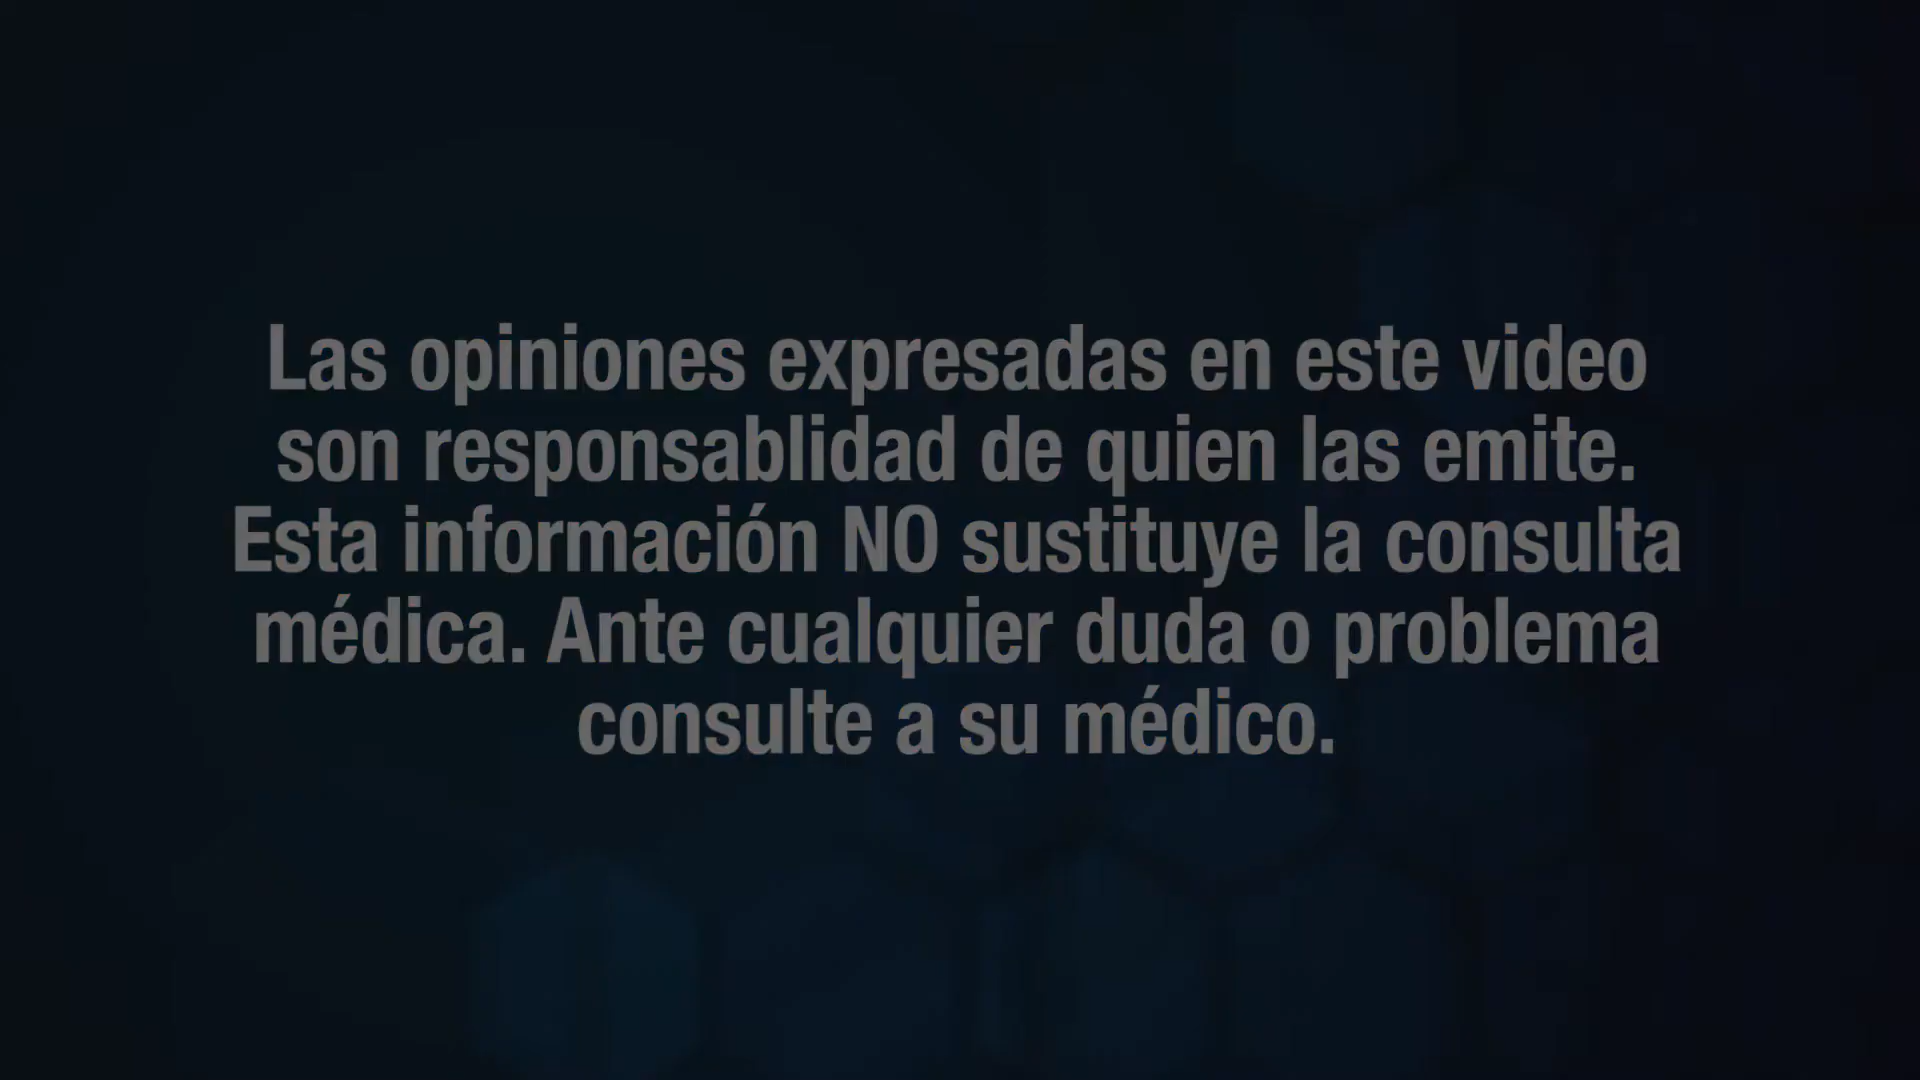 Las opiniones expresadas en este video
son responsablidad de quien las emite.
Esta información NO sustituye la consulta
médica. Ante cualquier duda o problema
consulte a su médico.